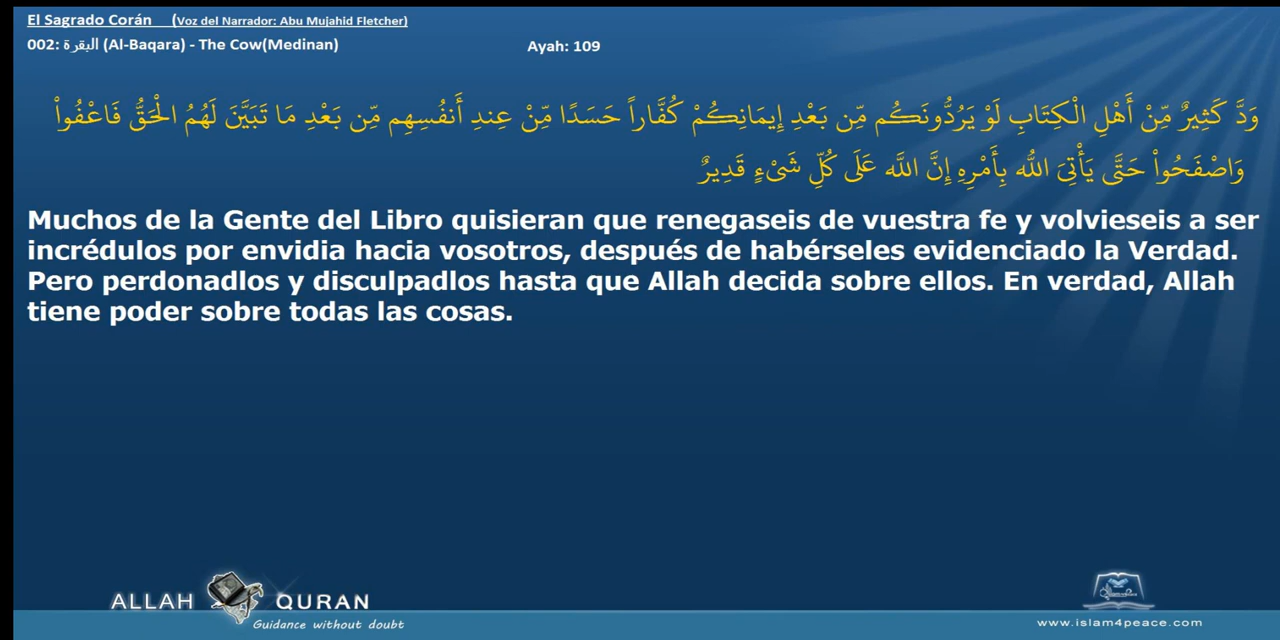 El Sagrado Corán (Voz del Narrador: Abu Mujahid Fletcher)
002: البقرة (Al-Baqara) - The Cow(Medinan) Ayah: 109
وَدَّ كَثِيرٌ مِّنْ أَهْلِ الْكِتَابِ لَوْ يَرُدُّونَكُم مِّن بَعْدِ إِيمَانِكُمْ كُفَّاراً حَسَدًا مِّنْ عِندِ أَنفُسِهِم مِّن بَعْدِ مَا تَبَيَّنَ لَهُمُ الْحَقُّ فَاعْفُواْ
وَاصْفَحُواْ حَتَّى يَأْتِىَ اللَّه بِأَمْرِهِ إِنَّ اللَّه عَلَى كُلِّ شَىْءٍ قَدِيرٌ
Muchos de la Gente del Libro quisieran que renegaseis de vuestra fe y volvieseis a ser
incrédulos por envidia hacia vosotros, después de habérseles evidenciado la Verdad.
Pero perdonadlos y disculpadlos hasta que Allah decida sobre ellos. En verdad, Allah
tiene poder sobre todas las cosas.
ALLAH QURAN
Guidance without doubt
www.islam4peace.com